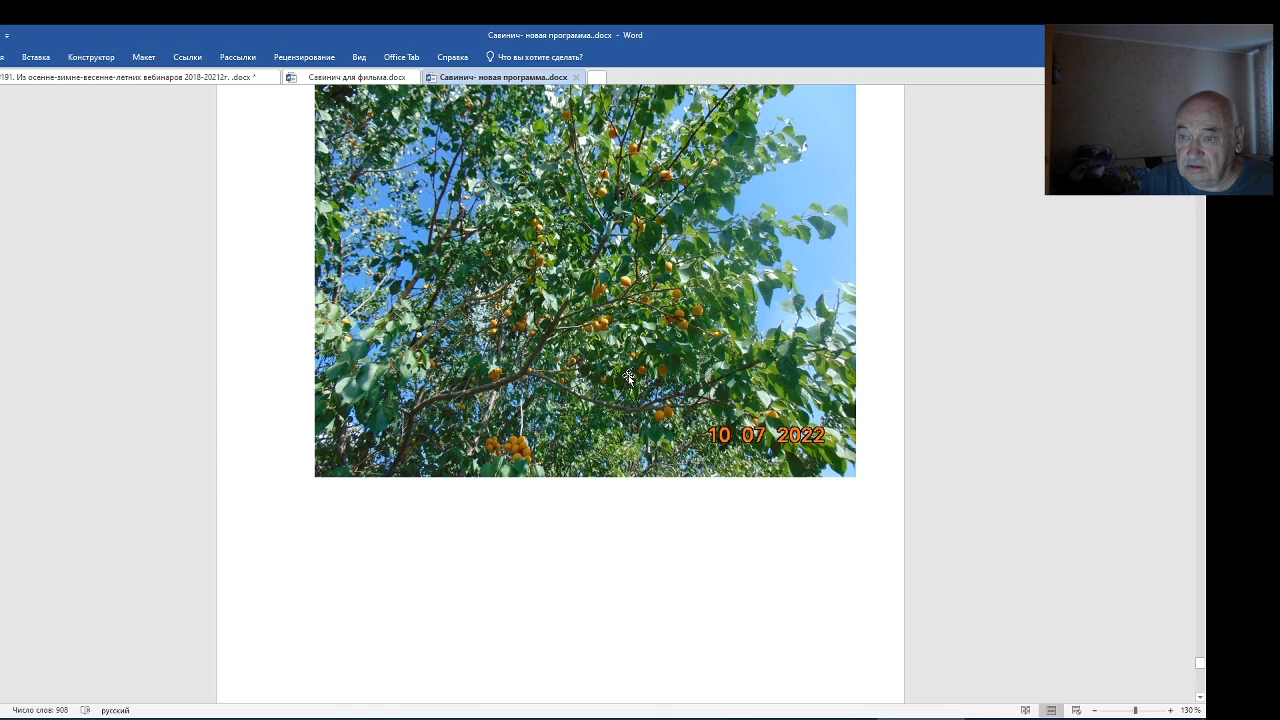 Савинич- новая программа..docx - Word
Вставка Конструктор Макет Ссылки Рассылки Рецензирование Вид Office Tab Справка Что вы хотите сделать?
191. Из осенне-зимне-весенне-летних вебинаров 2018-20212г. .docx * Савинич для фильма.docx Савинич- новая программа..docx
10 07 2022
Число слов: 908 русский 130 %